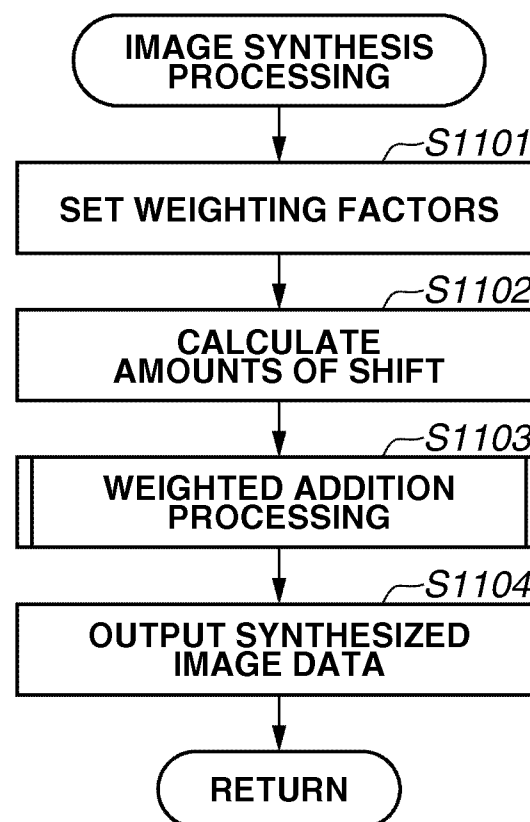 IMAGE SYNTHESIS
PROCESSING
S1101
SET WEIGHTING FACTORS
S1102
CALCULATE
AMOUNTS OF SHIFT
S1103
WEIGHTED ADDITION
PROCESSING
S1104
OUTPUT SYNTHESIZED
IMAGE DATA
RETURN